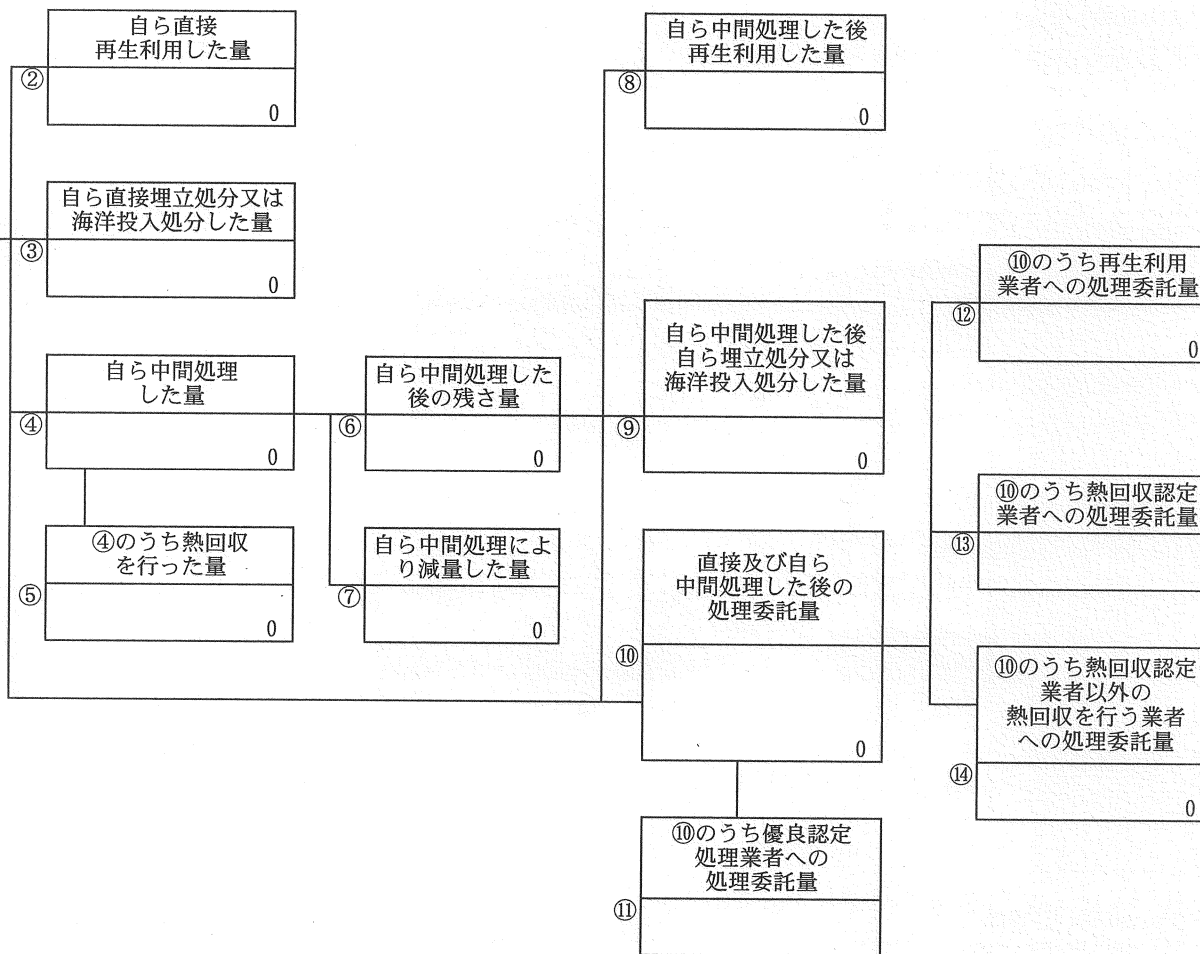 自ら直接
再生利用した量
②
0
自ら直接埋立処分又は
海洋投入処分した量
③
0
自ら中間処理
した量
④
0
④のうち熱回収
を行った量
⑤
0
自ら中間処理した
後の残さ量
⑥
0
自ら中間処理によ
り減量した量
⑦
0
自ら中間処理した後
再生利用した量
⑧
0
自ら中間処理した後
自ら埋立処分又は
海洋投入処分した量
⑨
0
直接及び自ら
中間処理した後の
処理委託量
⑩
0
⑩のうち優良認定
処理業者への
処理委託量
⑪
⑩のうち再生利用
業者への処理委託量
⑫
0
⑩のうち熱回収認定
業者への処理委託量
⑬
⑩のうち熱回収認定
業者以外の
熱回収を行う業者
への処理委託量
⑭
0